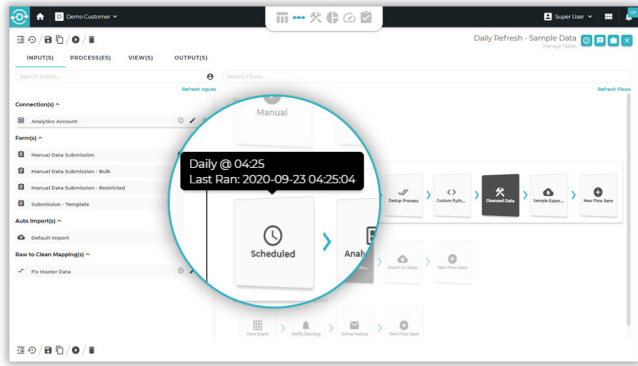 Demo Customer
Super User
Daily Refresh - Sample Data
Manage Tables
INPUT(S) PROCESS(ES) VIEW(S) OUTPUT(S)
Search Inputs...
Search Flows...
Refresh Inputs
Refresh Flows
Connection(s)
Analytics Account
Form(s)
Manual Data Submission
Manual Data Submission - Bulk
Manual Data Submission - Restricted
Submission - Template
Auto Import(s)
Default Import
Raw to Clean Mapping(s)
Fix Master Data
Manual
Daily @ 04:25
Last Ran: 2020-09-23 04:25:04
Scheduled
Analy
Dedup Process
Custom Pyth...
Cleansed Data
Sample Expor...
New Flow Item
Export to Team
New Flow Item
Data Event
Notify Starting
Arrival Notice
New Flow Item